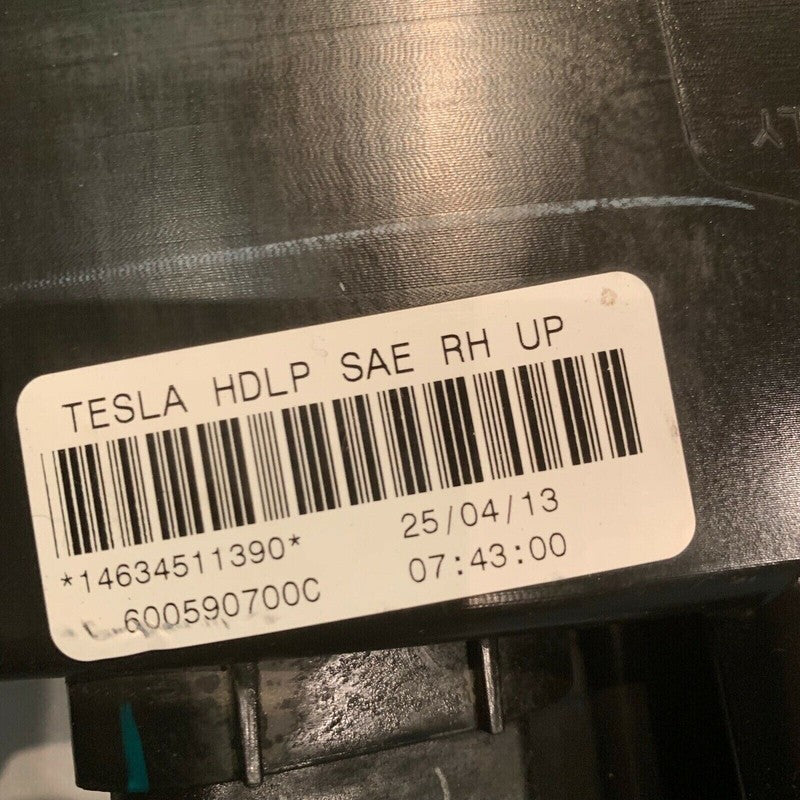 TESLA HDLP SAE RH UP
*14634511390*
25/04/13
600590700C
07:43:00